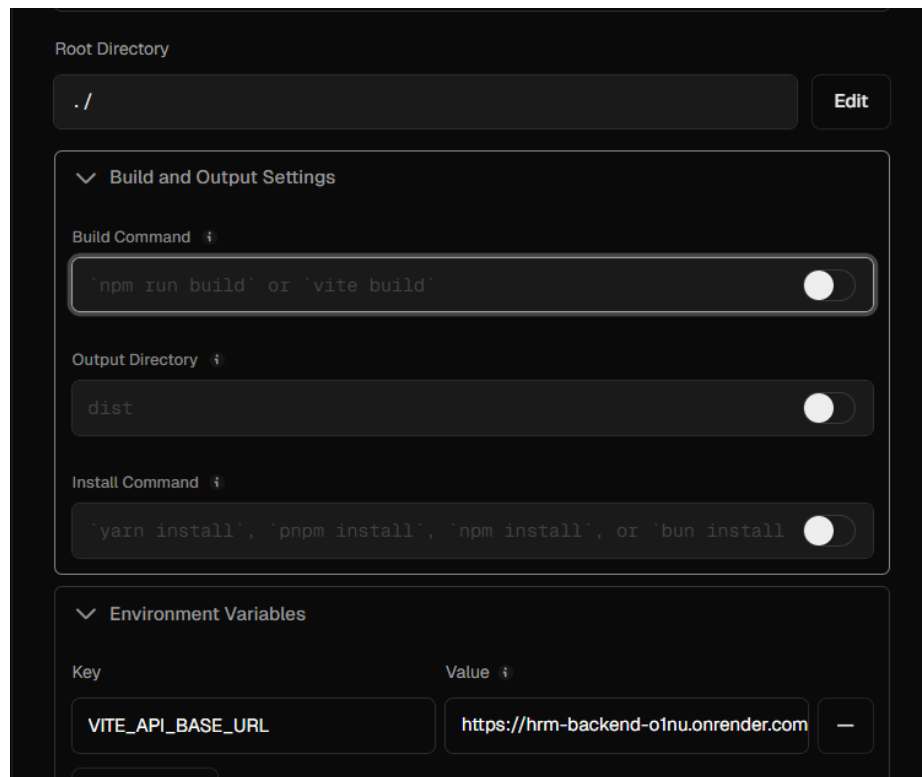 Root Directory
./
Edit
Build and Output Settings
Build Command i
`npm run build` or `vite build`
Output Directory i
dist
Install Command i
`yarn install`, `pnpm install`, `npm install`, or `bun install
Environment Variables
Key
Value i
VITE_API_BASE_URL
https://hrm-backend-o1nu.onrender.com